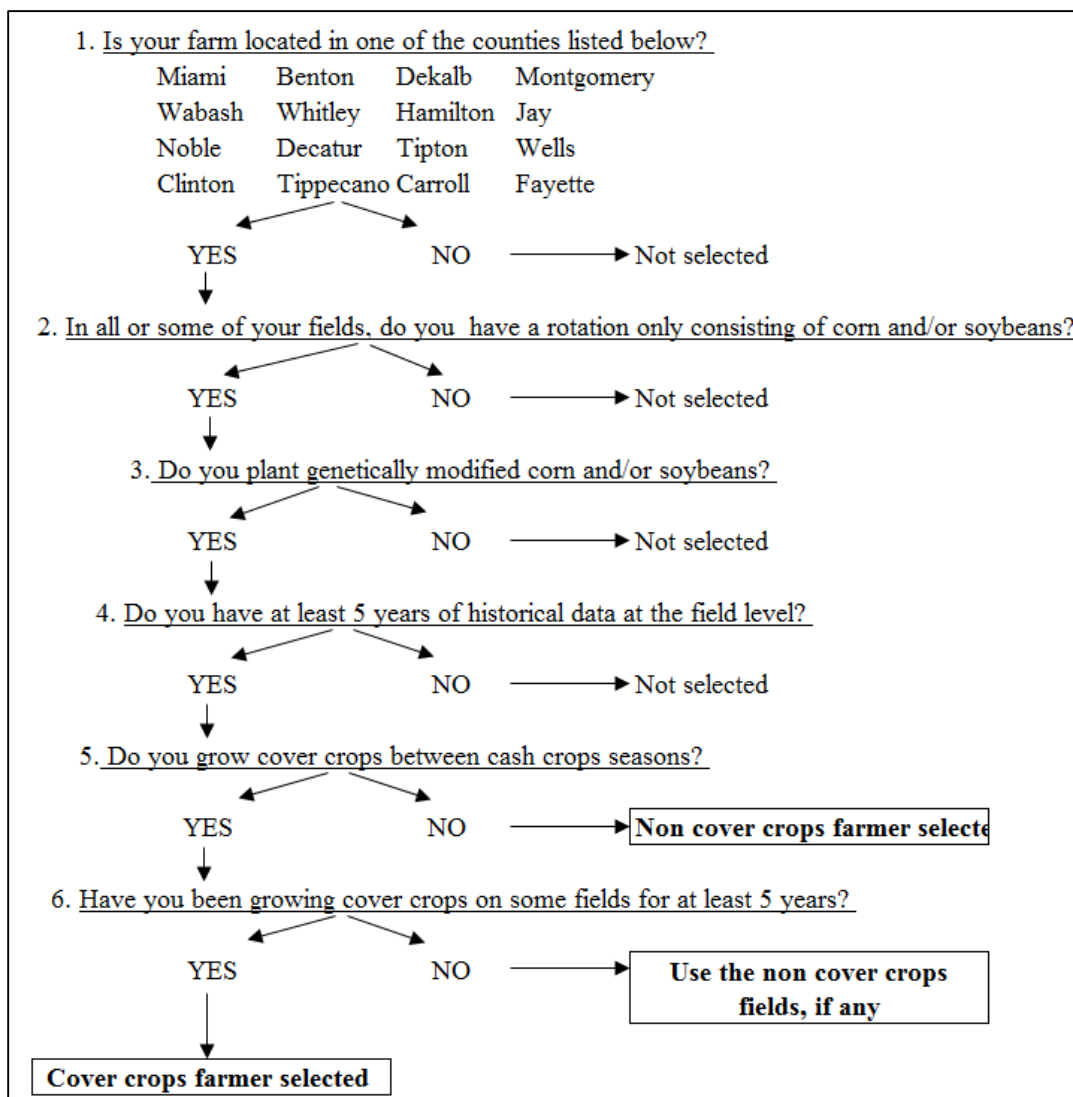 1. Is your farm located in one of the counties listed below?
Miami Benton Dekalb Montgomery
Wabash Whitley Hamilton Jay
Noble Decatur Tipton Wells
Clinton Tippecano Carroll Fayette
YES NO Not selected
2. In all or some of your fields, do you have a rotation only consisting of corn and/or soybeans?
YES NO Not selected
3. Do you plant genetically modified corn and/or soybeans?
YES NO Not selected
4. Do you have at least 5 years of historical data at the field level?
YES NO Not selected
5. Do you grow cover crops between cash crops seasons?
YES NO Non cover crops farmer selecte
6. Have you been growing cover crops on some fields for at least 5 years?
YES NO Use the non cover crops
fields, if any
Cover crops farmer selected